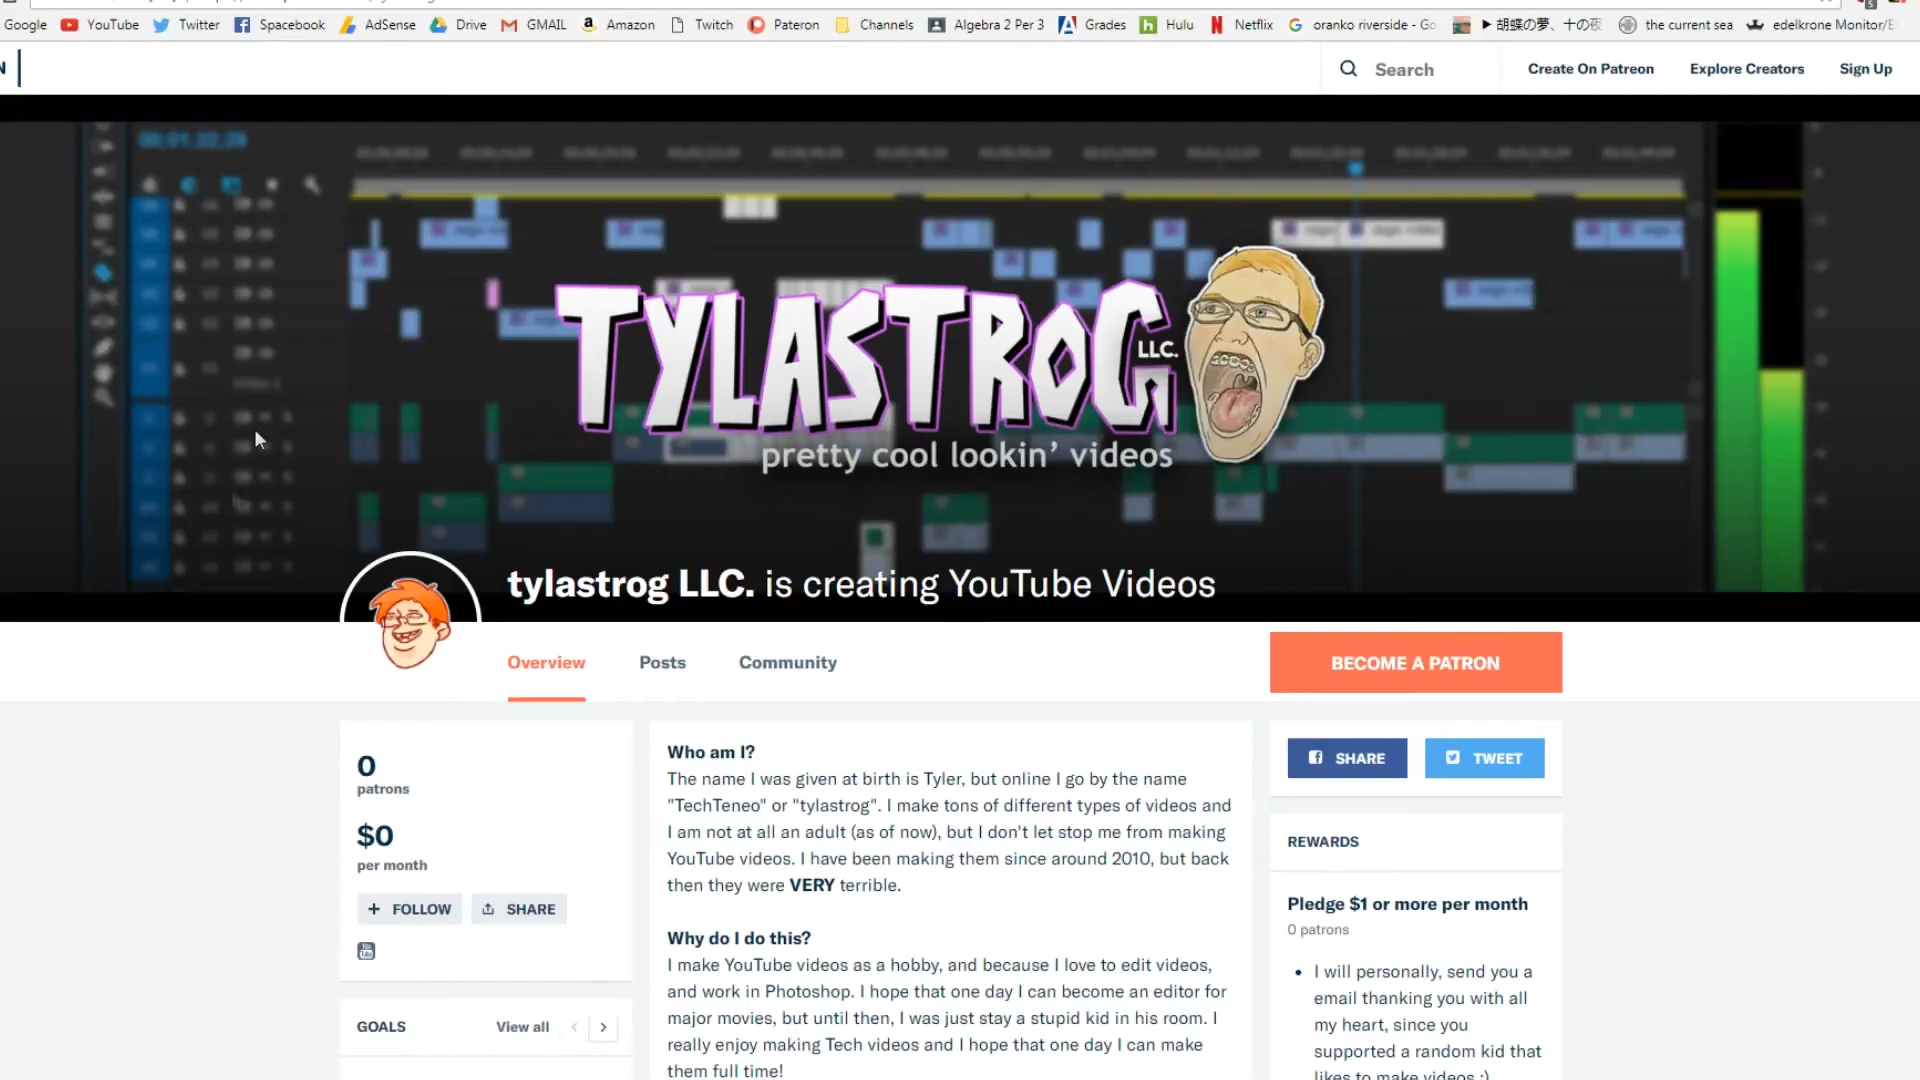 Google YouTube Twitter Spacebook AdSense Drive GMAIL Amazon Twitch Pateron Channels Algebra 2 Per 3 Grades Hulu Netflix oranko riverside - Go ▶ 胡蝶の夢、十の夜 the current sea edelkrone Monitor/E
N Search Create On Patreon Explore Creators Sign Up
TYLASTROG LLC.
pretty cool lookin' videos
tylastrog LLC. is creating YouTube Videos
Overview Posts Community BECOME A PATRON
0
patrons
$0
per month
+ FOLLOW SHARE
GOALS View all
Who am I?
The name I was given at birth is Tyler, but online I go by the name
"TechTeneo" or "tylastrog". I make tons of different types of videos and
I am not at all an adult (as of now), but I don't let stop me from making
YouTube videos. I have been making them since around 2010, but back
then they were VERY terrible.
Why do I do this?
I make YouTube videos as a hobby, and because I love to edit videos,
and work in Photoshop. I hope that one day I can become an editor for
major movies, but until then, I was just stay a stupid kid in his room. I
really enjoy making Tech videos and I hope that one day I can make
them full time!
SHARE TWEET
REWARDS
Pledge $1 or more per month
0 patrons
• I will personally, send you a
email thanking you with all
my heart, since you
supported a random kid that
likes to make videos :)